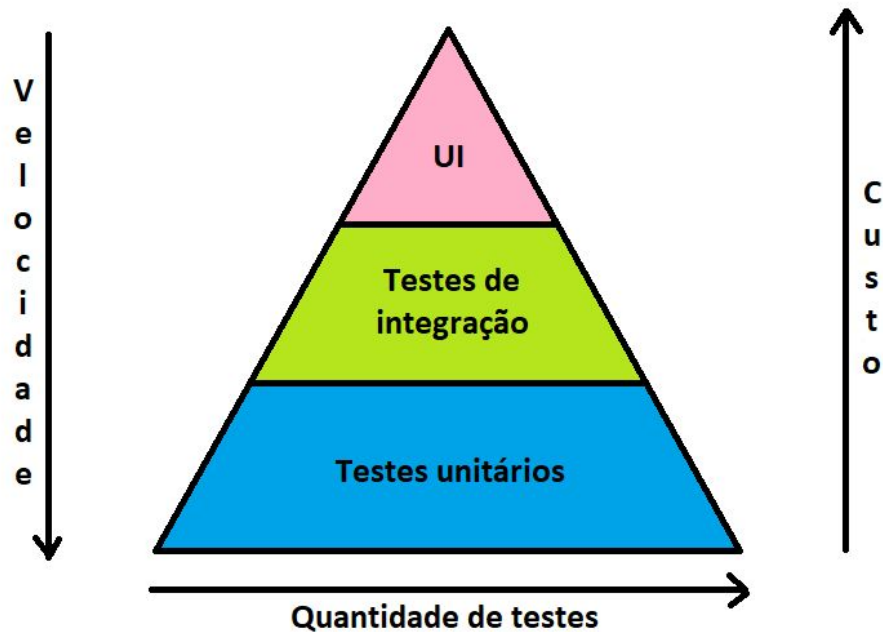 Velocidade
UI
Custo
Testes de
integração
Testes unitários
Quantidade de testes